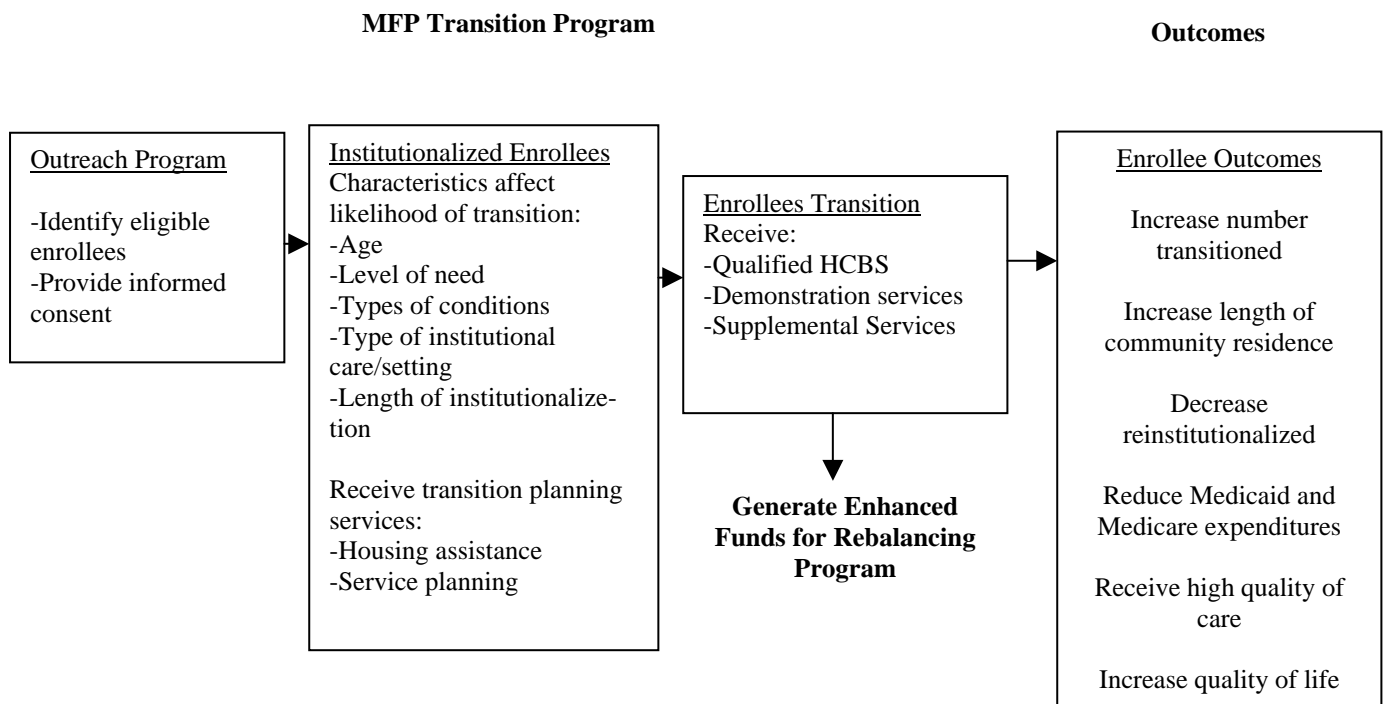 MFP Transition Program
Outcomes
Outreach Program
-Identify eligible
enrollees
-Provide informed
consent
Institutionalized Enrollees
Characteristics affect
likelihood of transition:
-Age
-Level of need
-Types of conditions
-Type of institutional
care/setting
-Length of institutionalize-
tion
Receive transition planning
services:
-Housing assistance
-Service planning
Enrollees Transition
Receive:
-Qualified HCBS
-Demonstration services
-Supplemental Services
Generate Enhanced
Funds for Rebalancing
Program
Enrollee Outcomes
Increase number
transitioned
Increase length of
community residence
Decrease
reinstitutionalized
Reduce Medicaid and
Medicare expenditures
Receive high quality of
care
Increase quality of life